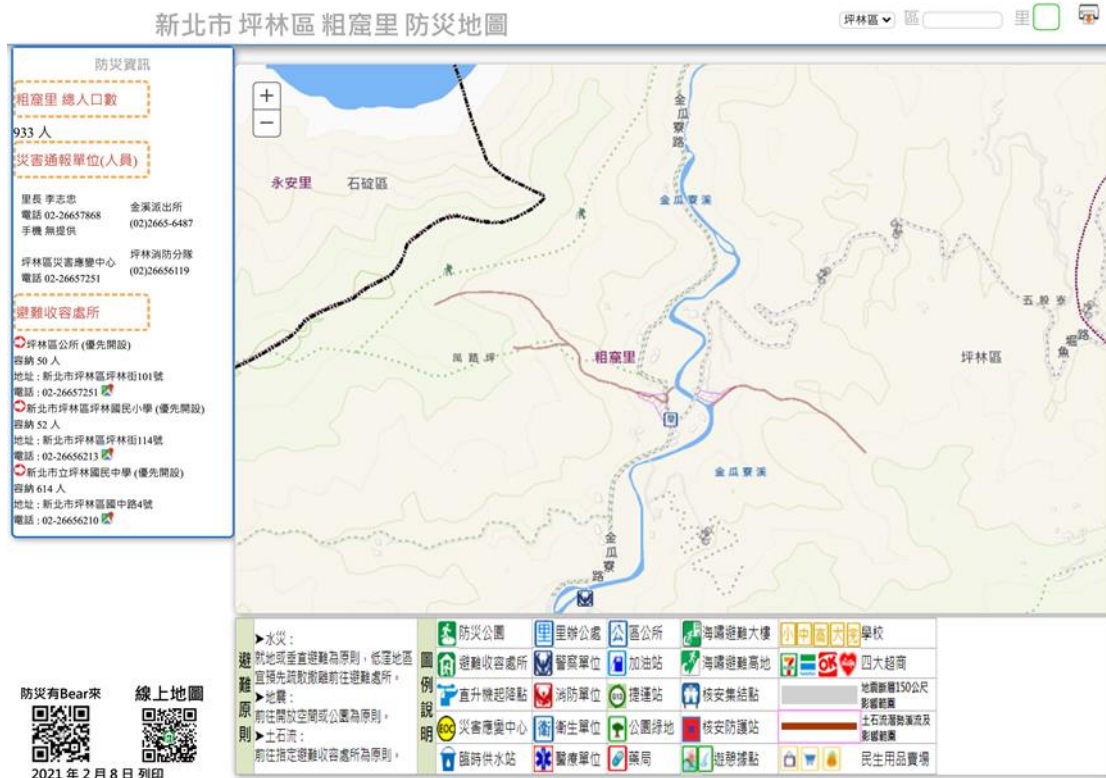 新北市 坪林區 粗窟里 防災地圖
坪林區 區 里
防災資訊
粗窟里 總人口數
933 人
災害通報單位(人員)
里長 李志忠
電話 02-26657868
手機 無提供
金溪派出所
(02)2665-6487
坪林區災害應變中心
電話 02-26657251
坪林消防分隊
(02)26656119
避難收容處所
坪林區公所 (優先開設)
容納 50 人
地址 : 新北市坪林區坪林街101號
電話 : 02-26657251
新北市坪林區坪林國民小學 (優先開設)
容納 52 人
地址 : 新北市坪林區坪林街114號
電話 : 02-26656213
新北市立坪林國民中學 (優先開設)
容納 614 人
地址 : 新北市坪林區國中路4號
電話 : 02-26656210
+
−
金瓜寮路
永安里
石碇區
金瓜寮溪
五股寮
魚堀路
粗窟里
坪林區
里
金瓜寮溪
金瓜寮路
避難原則
➤水災：
就地或垂直避難為原則，低窪地區
宜預先疏散撤離前往避難處所。
➤地震：
前往開放空間或公園為原則。
➤土石流：
前往指定避難收容處所為原則。
圖例說明
防災公園 里 里辦公處 公 區公所 海嘯避難大樓 小 中 高 大 學校
避難收容處所 警察單位 加油站 海嘯避難高地 7 OK 四大超商
直升機起降點 消防單位 捷運站 核安集結點 地震斷層150公尺
影響範圍
EOC 災害應變中心 衛 衛生單位 公園綠地 核安防護站 土石流潛勢溪流及
影響範圍
臨時供水站 醫療單位 藥局 遊憩據點 民生用品賣場
防災有Bear來
線上地圖
2021 年 2 月 8 日 列印